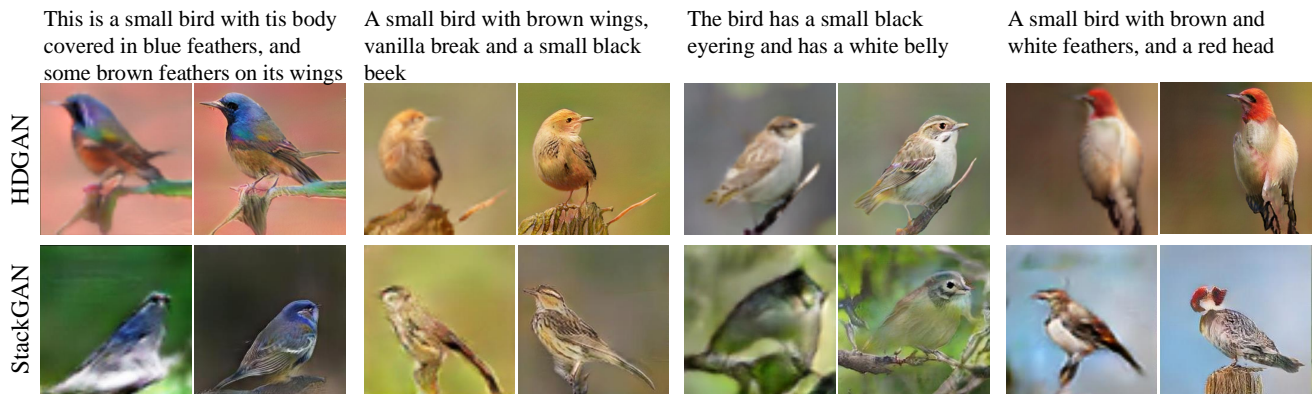 This is a small bird with tis body
covered in blue feathers, and
some brown feathers on its wings
A small bird with brown wings,
vanilla break and a small black
beek
The bird has a small black
eyering and has a white belly
A small bird with brown and
white feathers, and a red head
HDGAN
StackGAN